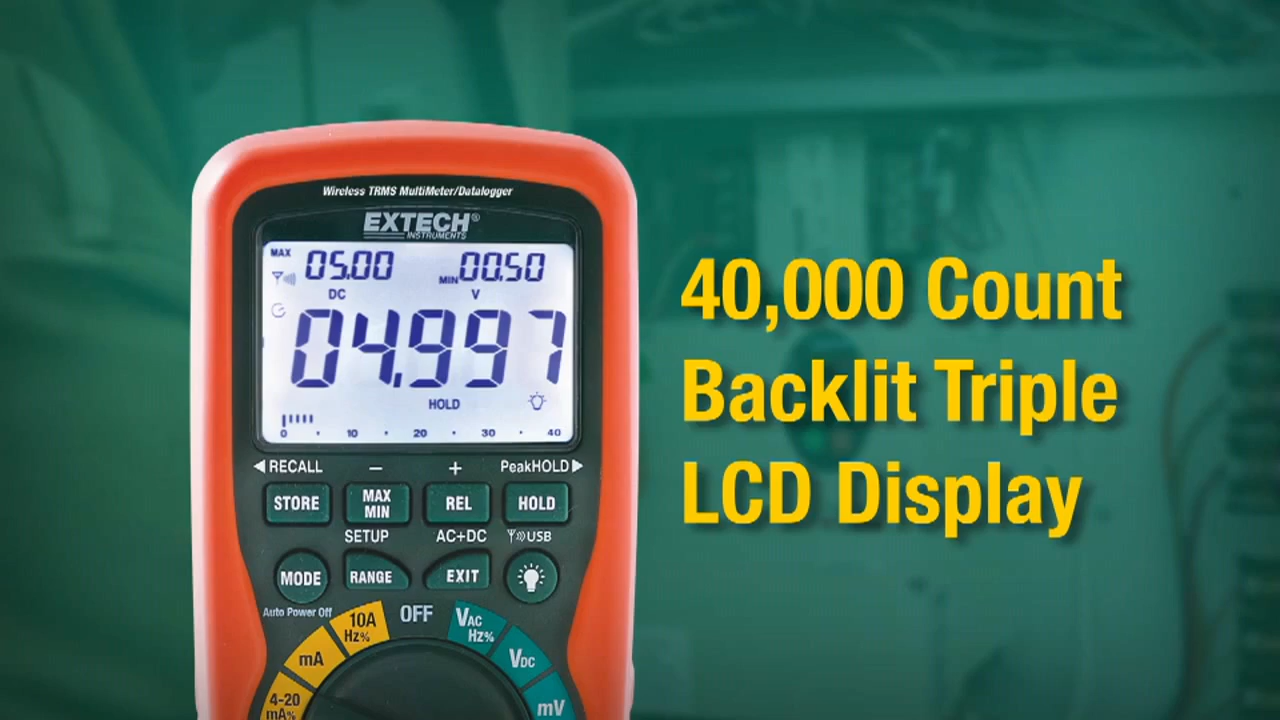 Wireless TRMS MultiMeter/Datalogger
EXTECH®
INSTRUMENTS
MAX 05.00 MIN 00.50
DC V
04.997
HOLD
0 10 20 30 40
◀RECALL − + PeakHOLD▶
STORE MAX MIN REL HOLD
SETUP AC+DC USB
MODE RANGE EXIT
Auto Power Off
OFF
10A Hz%
mA
4-20 mA%
VAC Hz%
VDC
mV
40,000 Count
Backlit Triple
LCD Display